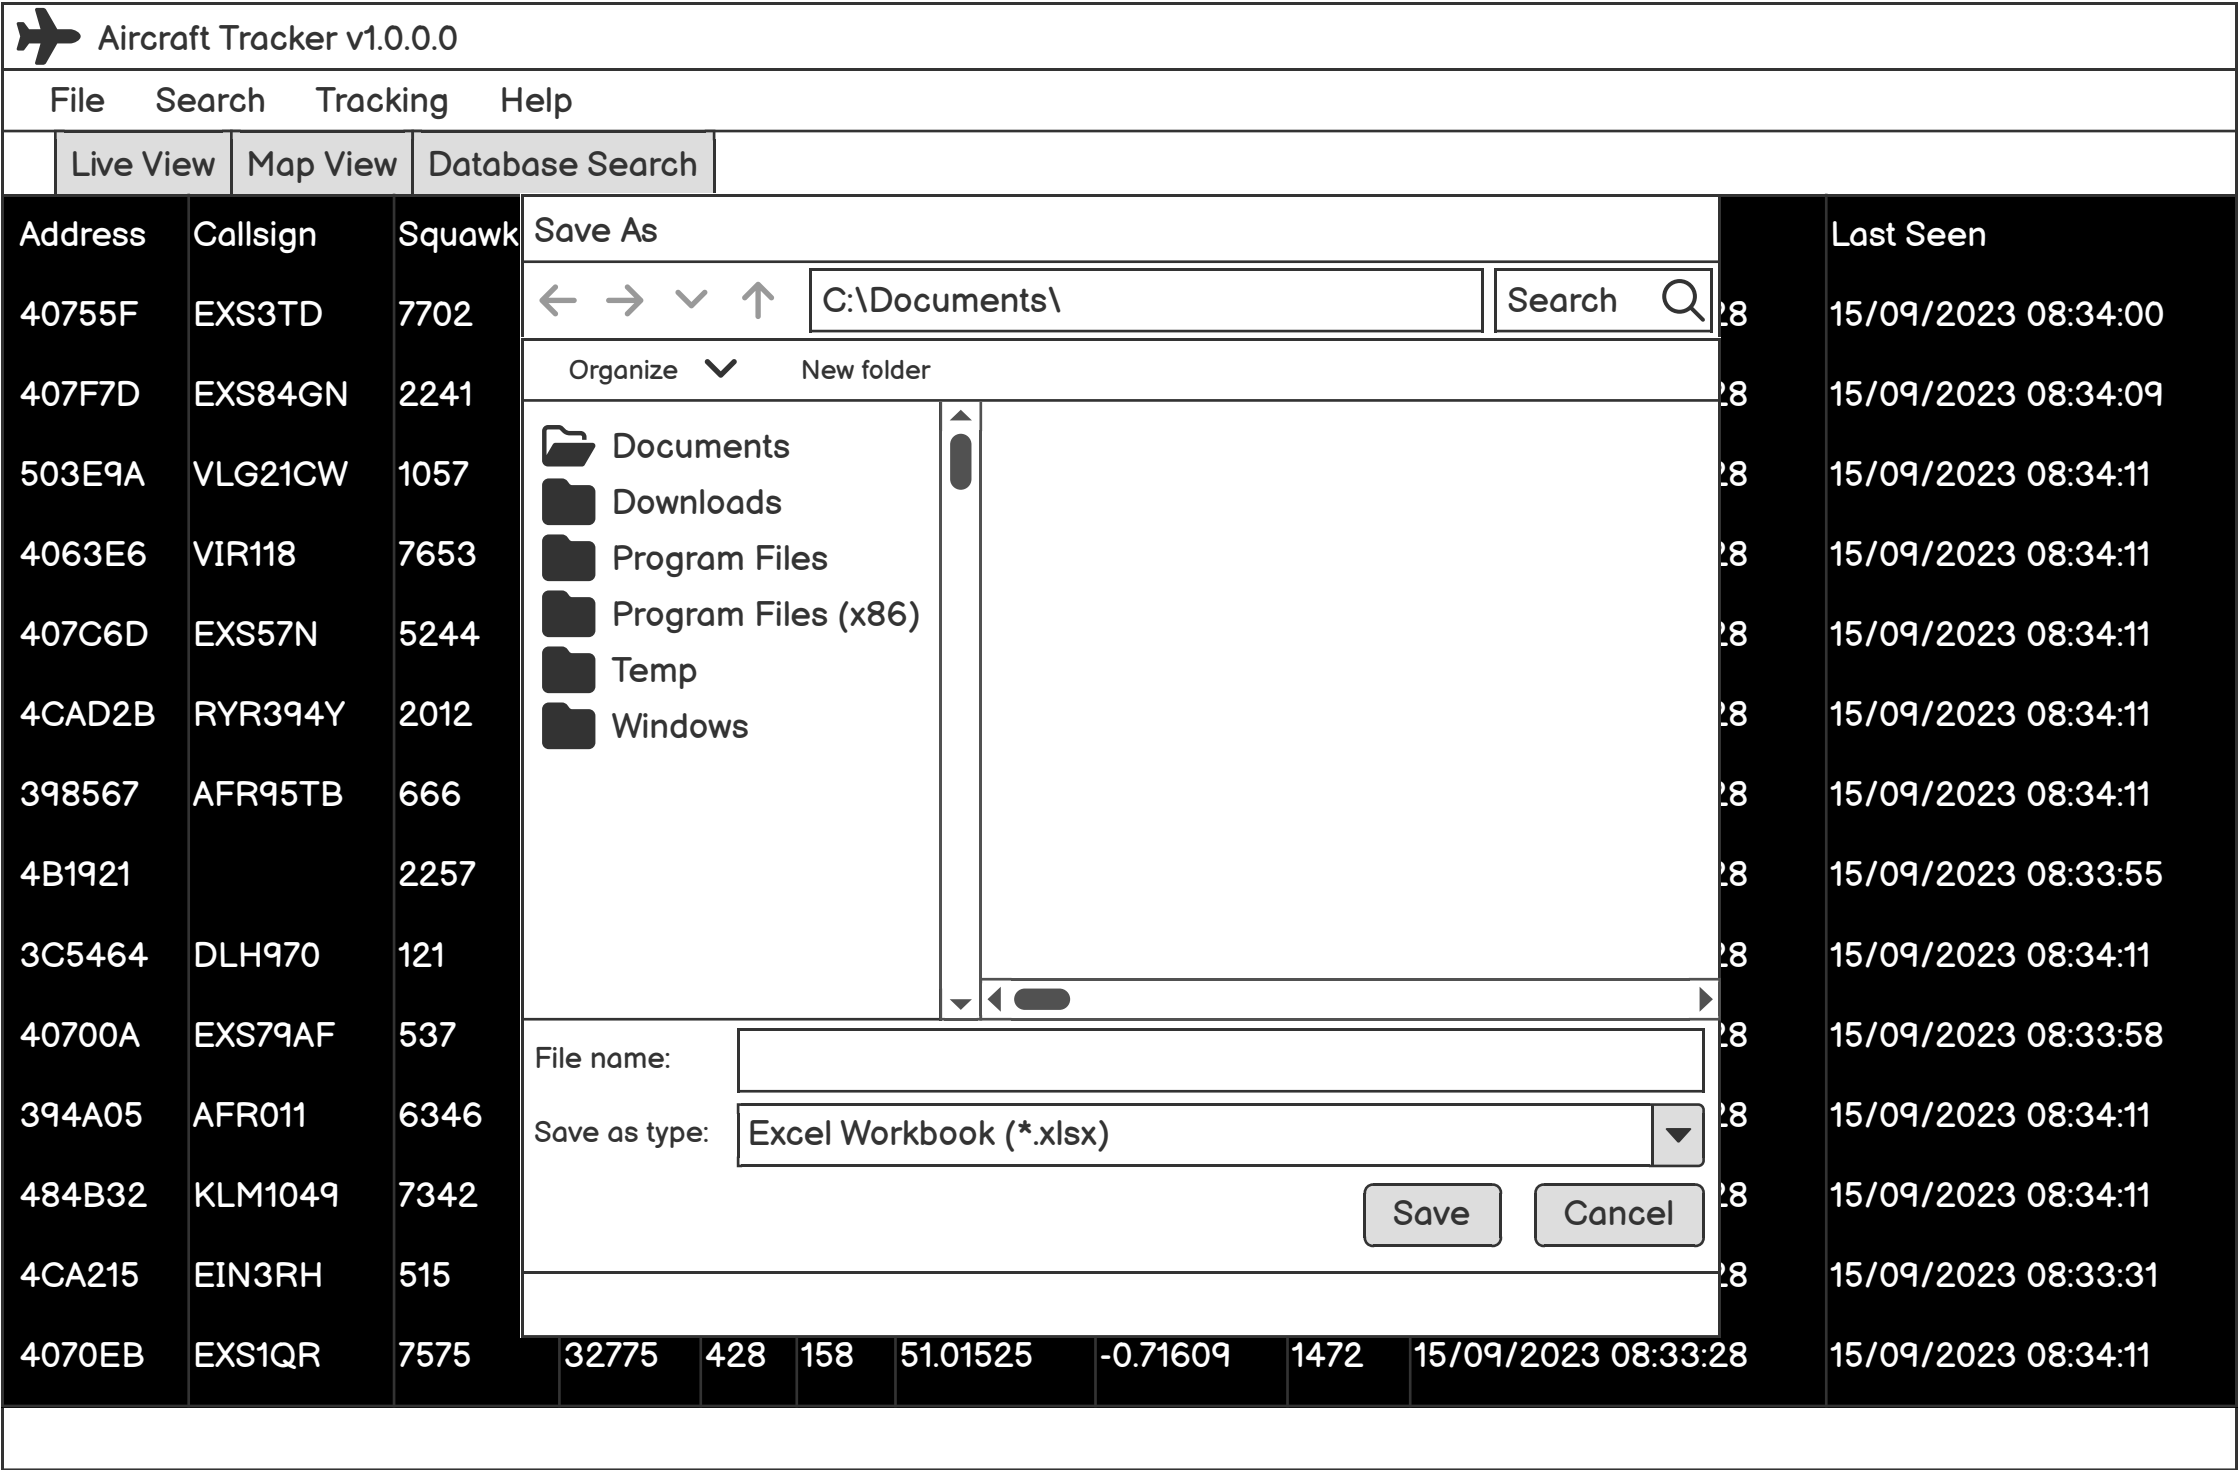 Aircraft Tracker v1.0.0.0
File Search Tracking Help
Live View Map View Database Search
Address Callsign Squawk Last Seen
40755F EXS3TD 7702 28 15/09/2023 08:34:00
407F7D EXS84GN 2241 28 15/09/2023 08:34:09
503E9A VLG21CW 1057 28 15/09/2023 08:34:11
4063E6 VIR118 7653 28 15/09/2023 08:34:11
407C6D EXS57N 5244 28 15/09/2023 08:34:11
4CAD2B RYR394Y 2012 28 15/09/2023 08:34:11
398567 AFR95TB 666 28 15/09/2023 08:34:11
4B1921 2257 28 15/09/2023 08:33:55
3C5464 DLH970 121 28 15/09/2023 08:34:11
40700A EXS79AF 537 28 15/09/2023 08:33:58
394A05 AFR011 6346 28 15/09/2023 08:34:11
484B32 KLM1049 7342 28 15/09/2023 08:34:11
4CA215 EIN3RH 515 28 15/09/2023 08:33:31
4070EB EXS1QR 7575 32775 428 158 51.01525 -0.71609 1472 15/09/2023 08:33:28 15/09/2023 08:34:11
Save As
C:\Documents\ Search
Organize New folder
Documents
Downloads
Program Files
Program Files (x86)
Temp
Windows
File name:
Save as type: Excel Workbook (*.xlsx)
Save Cancel